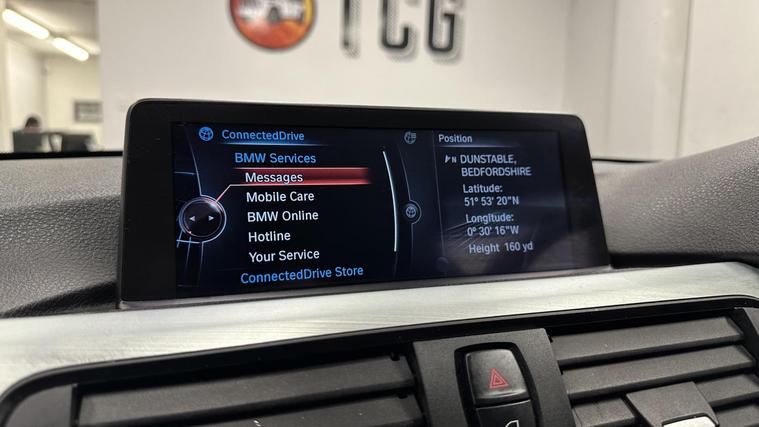 TCG
ConnectedDrive
BMW Services
Messages
Mobile Care
BMW Online
Hotline
Your Service
ConnectedDrive Store
Position
N DUNSTABLE,
BEDFORDSHIRE
Latitude:
51° 53' 20"N
Longitude:
0° 30' 16"W
Height 160 yd